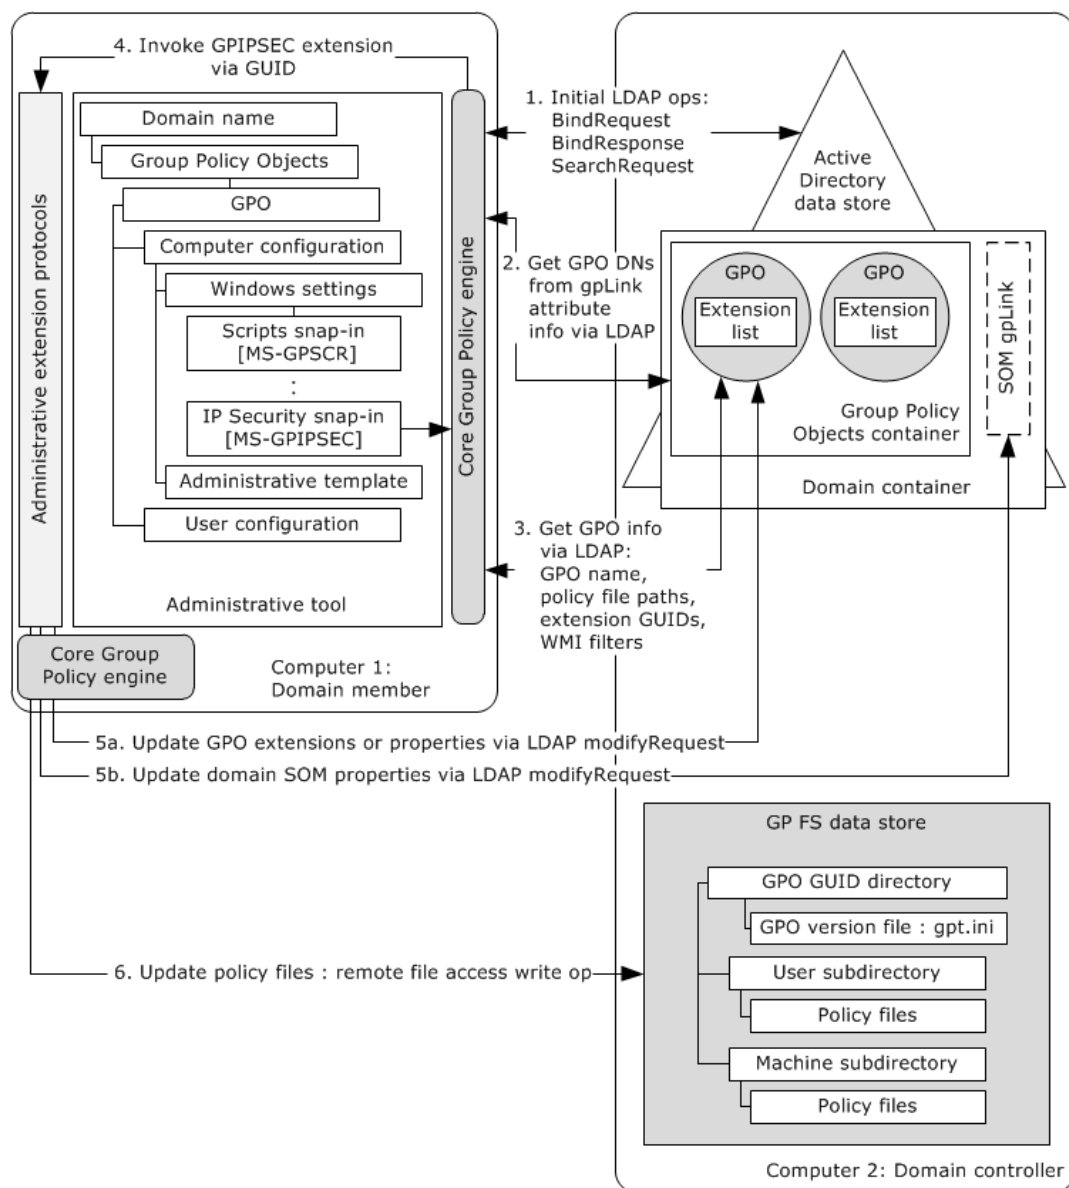 4. Invoke GPIPSEC extension
via GUID
Administrative extension protocols
Domain name
Group Policy Objects
GPO
Computer configuration
Windows settings
Scripts snap-in
[MS-GPSCR]
:
IP Security snap-in
[MS-GPIPSEC]
Administrative template
User configuration
Administrative tool
Core Group Policy engine
Core Group
Policy engine
Computer 1:
Domain member
1. Initial LDAP ops:
BindRequest
BindResponse
SearchRequest
2. Get GPO DNs
from gpLink
attribute
info via LDAP
3. Get GPO info
via LDAP:
GPO name,
policy file paths,
extension GUIDs,
WMI filters
Active
Directory
data store
GPO
Extension
list
GPO
Extension
list
SOM gpLink
Group Policy
Objects container
Domain container
5a. Update GPO extensions or properties via LDAP modifyRequest
5b. Update domain SOM properties via LDAP modifyRequest
6. Update policy files : remote file access write op
GP FS data store
GPO GUID directory
GPO version file : gpt.ini
User subdirectory
Policy files
Machine subdirectory
Policy files
Computer 2: Domain controller